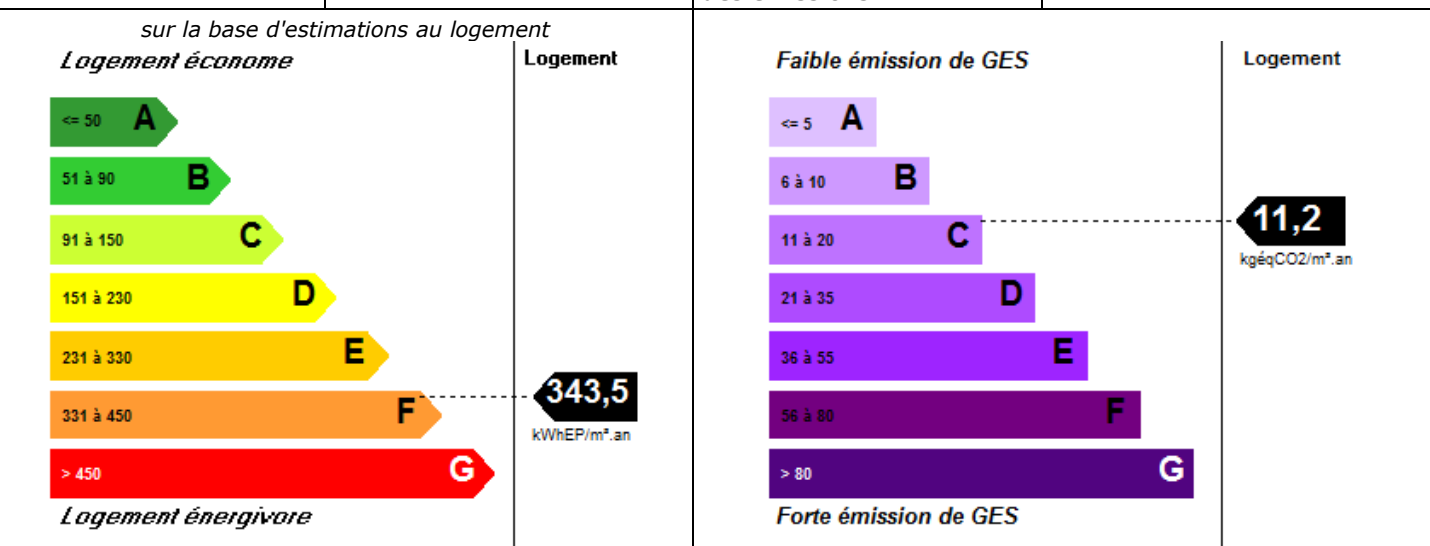 sur la base d'estimations au logement
Logement économe
Logement
<= 50 A
51 à 90 B
91 à 150 C
151 à 230 D
231 à 330 E
331 à 450 F
343,5
kWhEP/m².an
> 450 G
Logement énergivore
Faible émission de GES
Logement
<= 5 A
6 à 10 B
11,2
11 à 20 C
kgéqCO2/m².an
21 à 35 D
36 à 55 E
56 à 80 F
> 80 G
Forte émission de GES